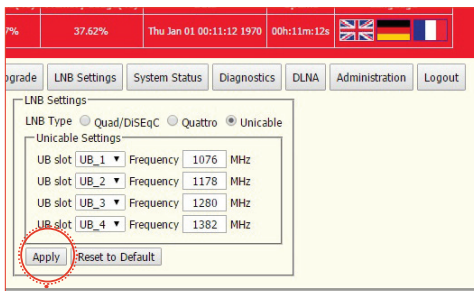 7% 37.62% Thu Jan 01 00:11:12 1970 00h:11m:12s
LNB Settings System Status Diagnostics DLNA Administration Logout
LNB Settings
LNB Type Quad/DiSEqC Quattro Unicable
Unicable Settings
UB slot UB_1 Frequency 1076 MHz
UB slot UB_2 Frequency 1178 MHz
UB slot UB_3 Frequency 1280 MHz
UB slot UB_4 Frequency 1382 MHz
Apply Reset to Default